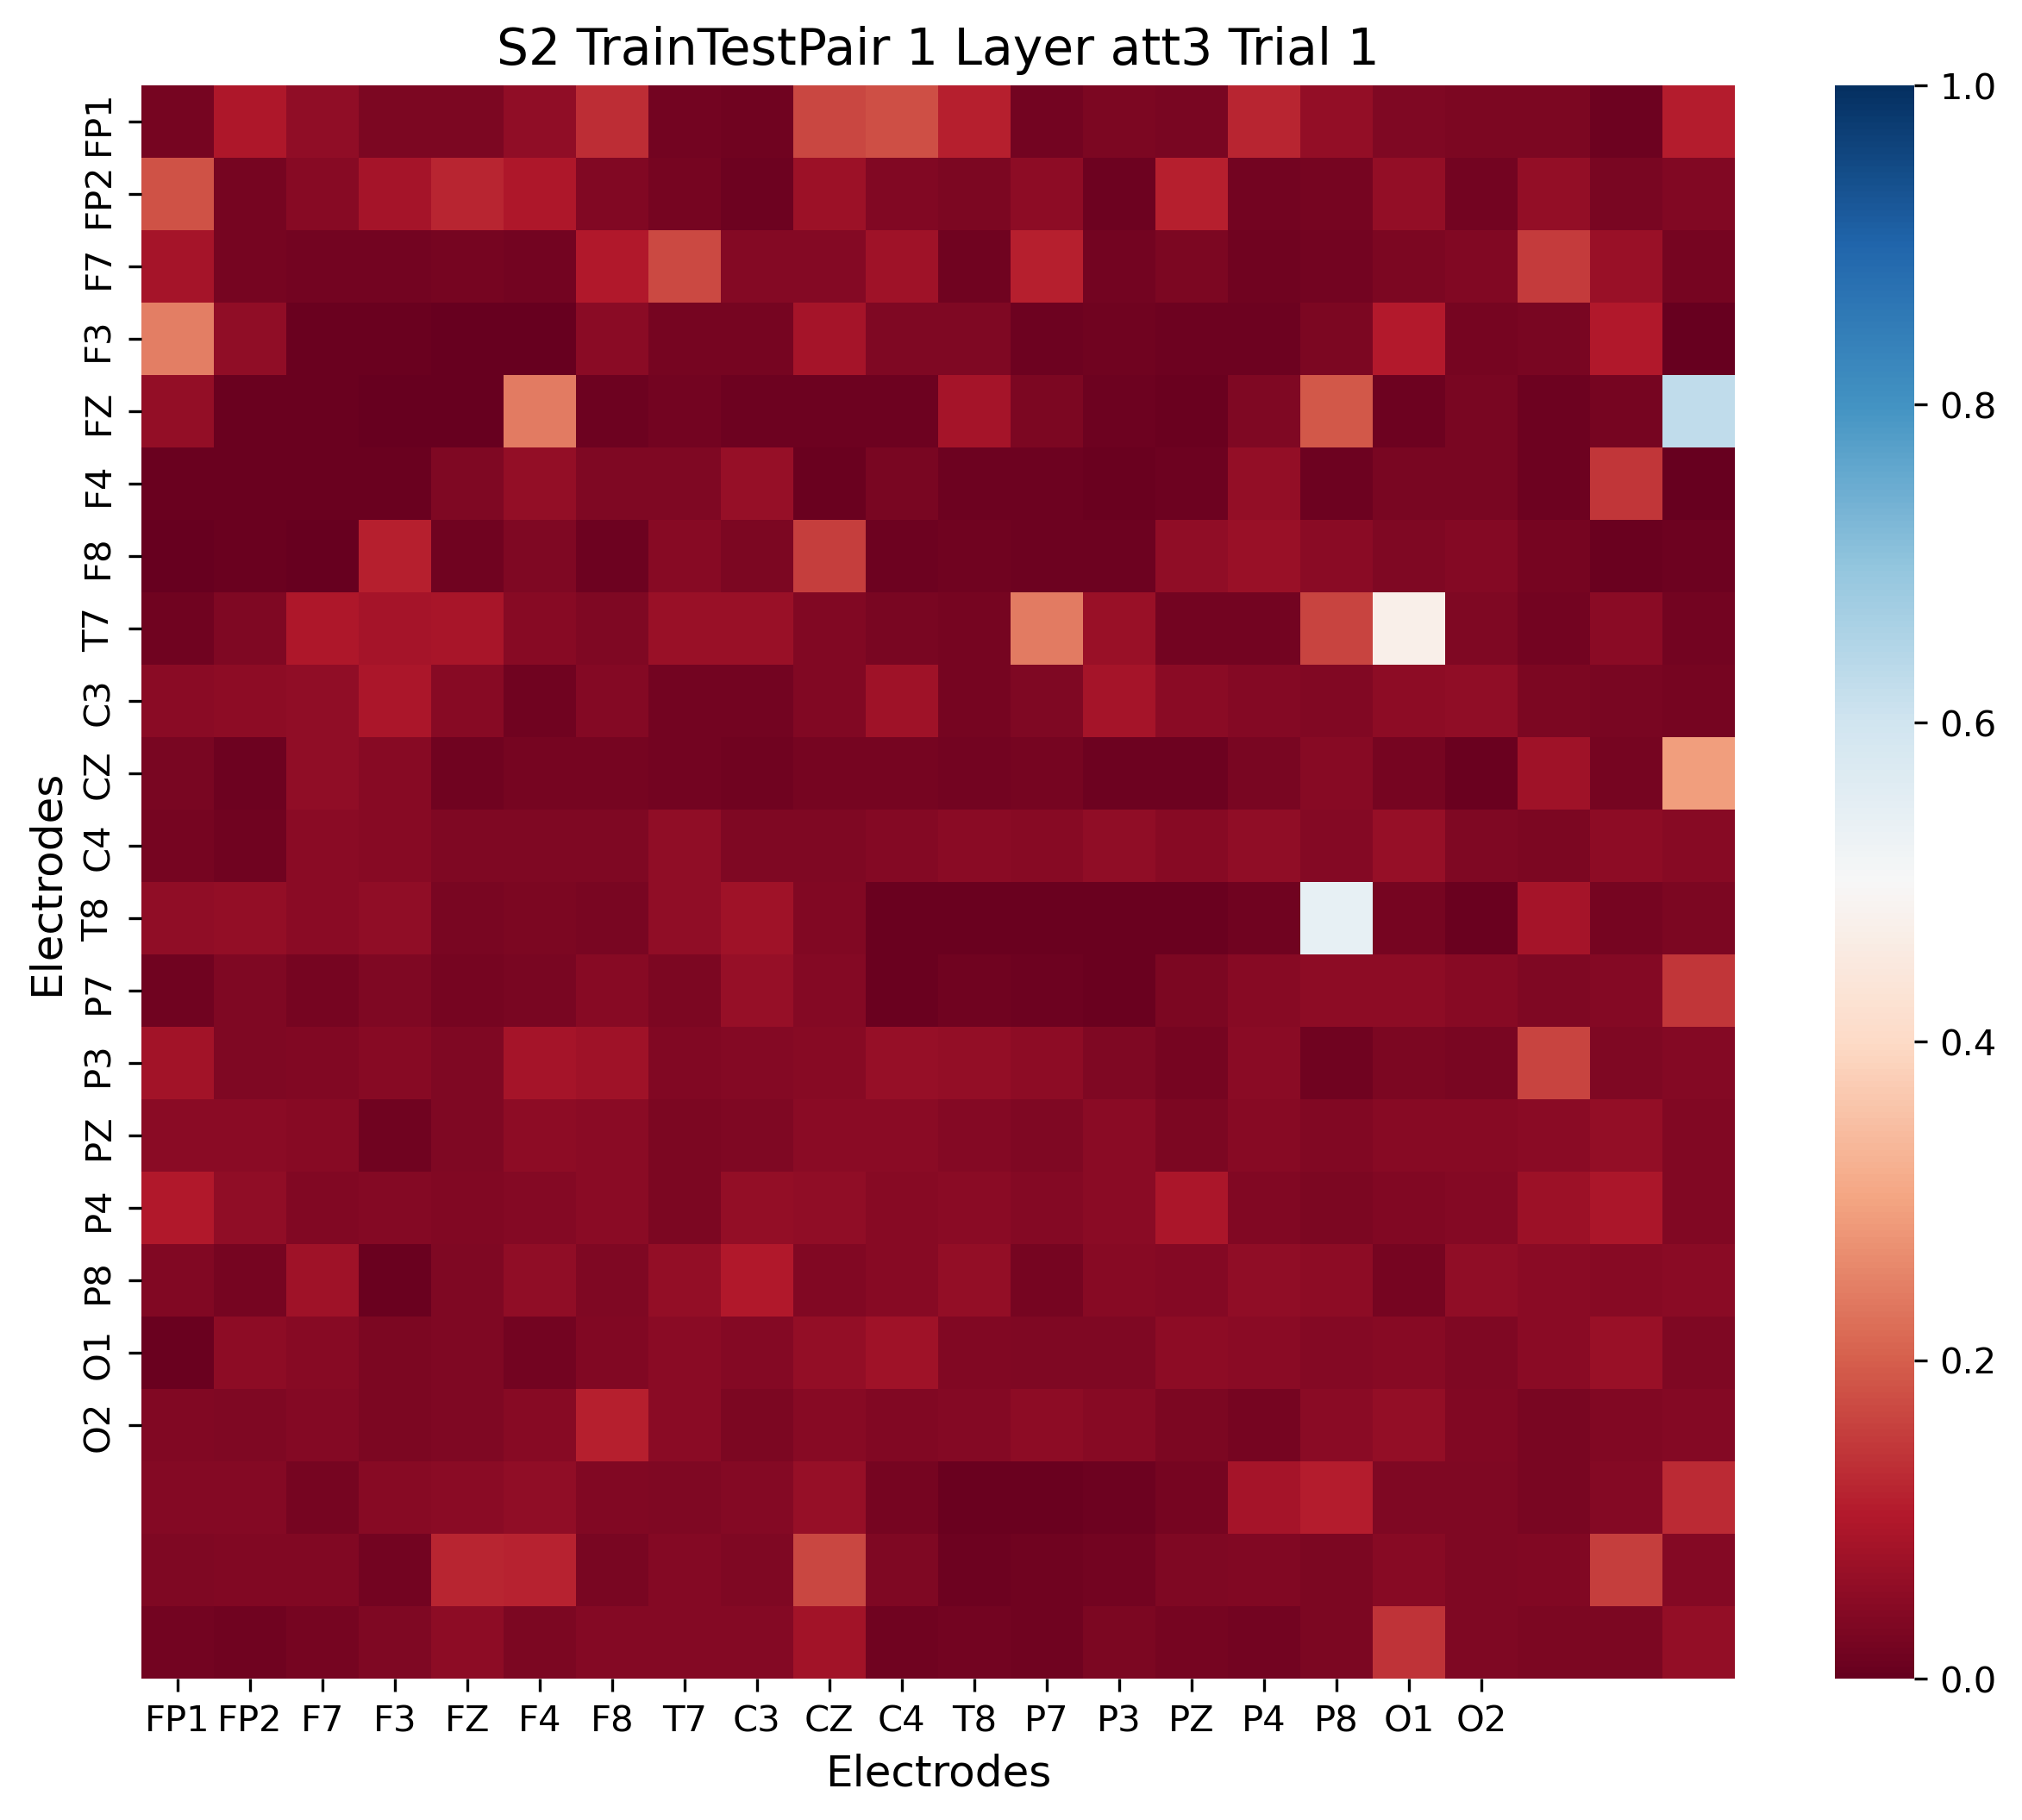 S2 TrainTestPair 1 Layer att3 Trial 1
Electrodes
FP1
FP2
F7
F3
FZ
F4
F8
T7
C3
CZ
C4
T8
P7
P3
PZ
P4
P8
O1
O2
FP1 FP2 F7 F3 FZ F4 F8 T7 C3 CZ C4 T8 P7 P3 PZ P4 P8 O1 O2
Electrodes
1.0
0.8
0.6
0.4
0.2
0.0